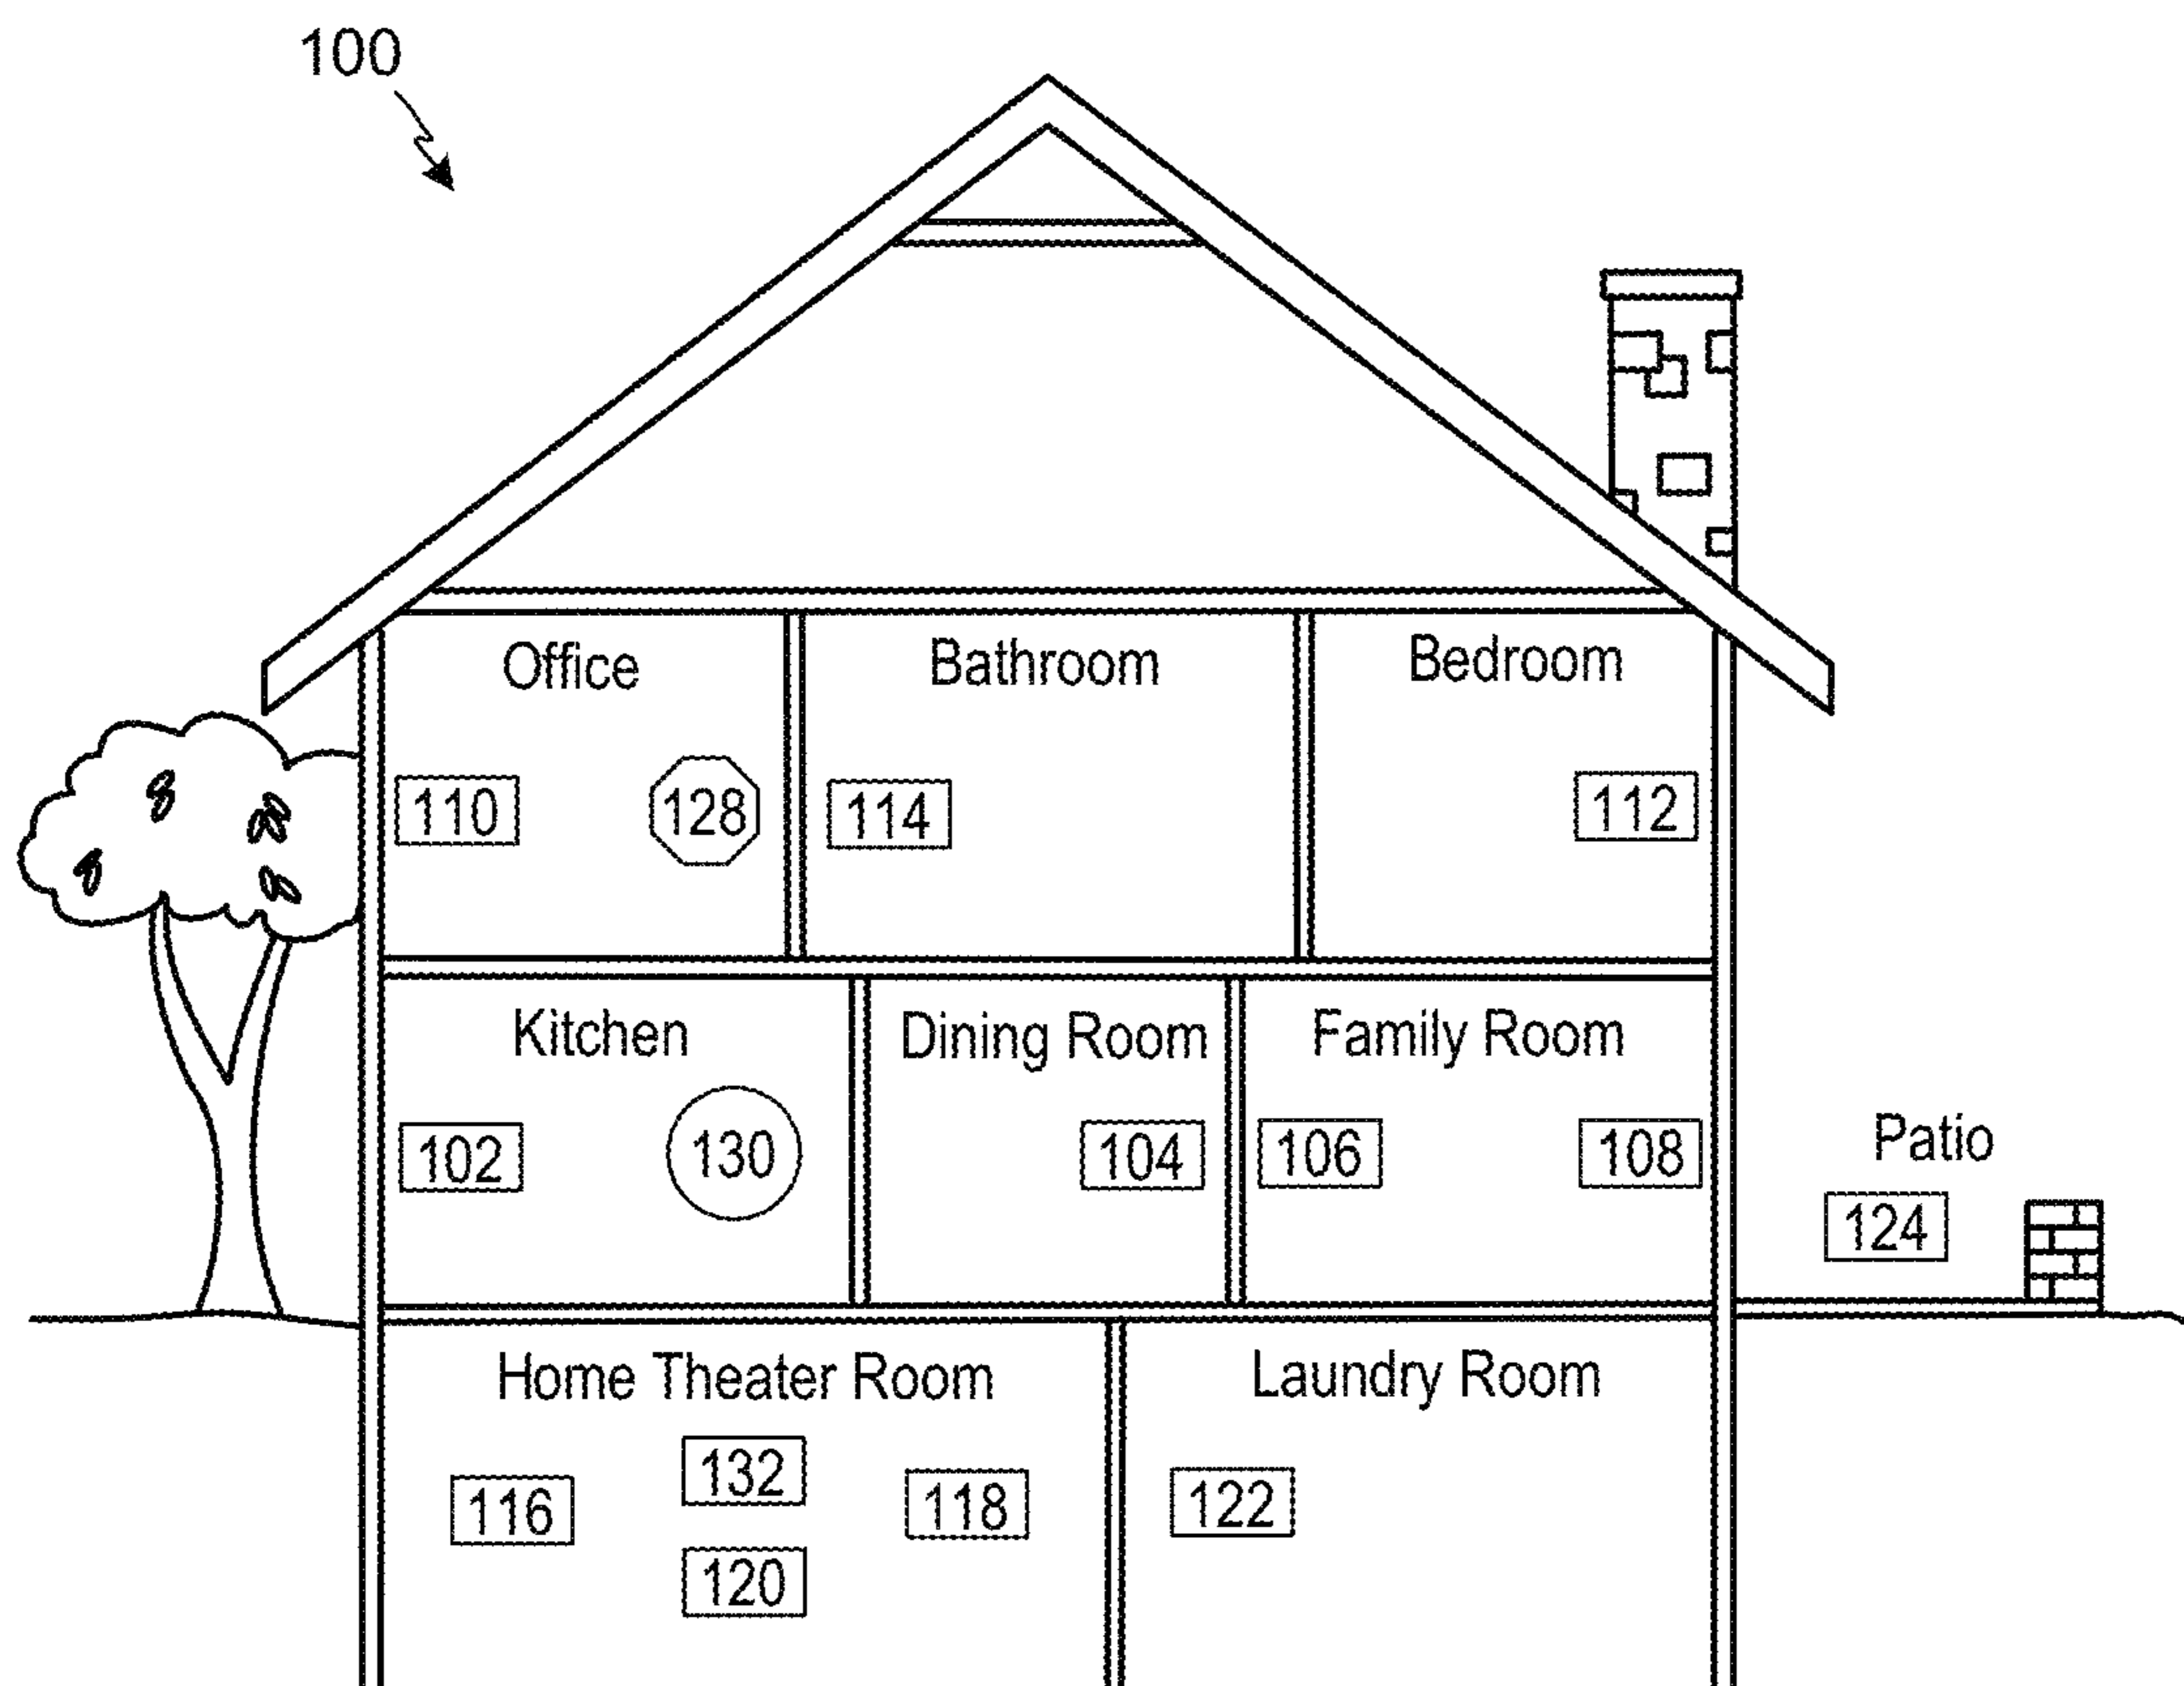 100
Office
Bathroom
Bedroom
110
128
114
112
Kitchen
Dining Room
Family Room
102
130
104
106
108
Patio
124
Home Theater Room
Laundry Room
116
132
118
120
122